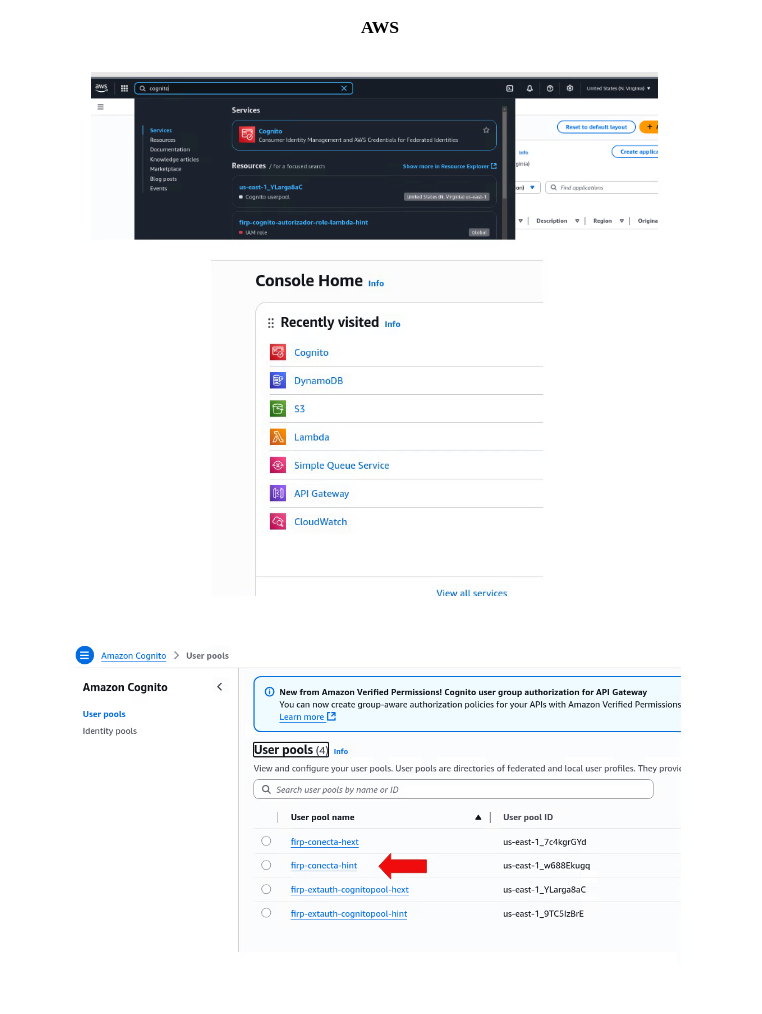 AWS
aws
cognito
United States (N. Virginia)
Services
Services
Resources
Documentation
Knowledge articles
Marketplace
Blog posts
Events
Cognito
Consumer Identity Management and AWS Credentials for Federated Identities
Resources / for a focused search
Show more in Resource Explorer
us-east-1_YLarga8aC
Cognito userpool
United States (N. Virginia) us-east-1
firp-cognito-autorizador-role-lambda-hint
IAM role
Global
Reset to default layout
+ A
Info
Create applica
ginia)
on)
Find applications
Description
Region
Origina
Console Home Info
Recently visited Info
Cognito
DynamoDB
S3
Lambda
Simple Queue Service
API Gateway
CloudWatch
View all services
Amazon Cognito > User pools
Amazon Cognito
User pools
Identity pools
New from Amazon Verified Permissions! Cognito user group authorization for API Gateway
You can now create group-aware authorization policies for your APIs with Amazon Verified Permissions
Learn more
User pools (4) Info
View and configure your user pools. User pools are directories of federated and local user profiles. They provi
Search user pools by name or ID
User pool name
User pool ID
firp-conecta-hext
us-east-1_7c4kgrGYd
firp-conecta-hint
us-east-1_w688Ekugq
firp-extauth-cognitopool-hext
us-east-1_YLarga8aC
firp-extauth-cognitopool-hint
us-east-1_9TC5IzBrE